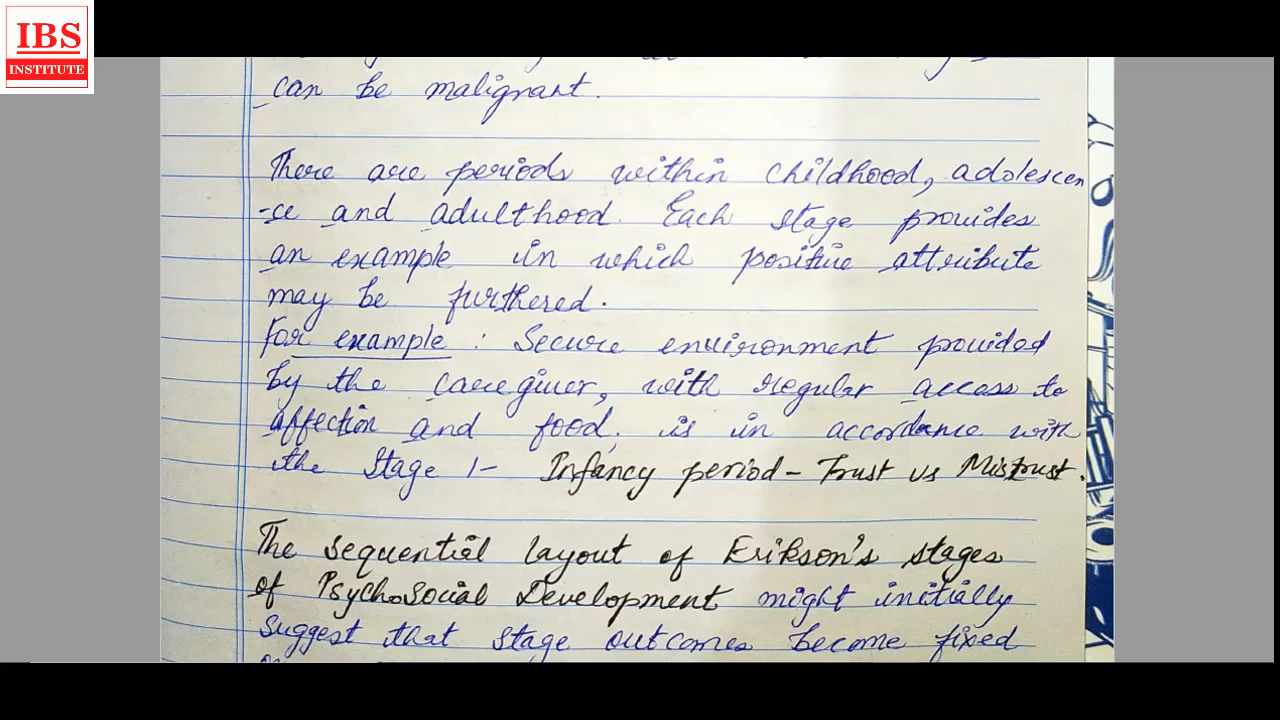 IBS
INSTITUTE
can be malignant.
There are periods within childhood, adolescen
-ce and adulthood. Each stage provides
an example in which positive attribute
may be furthered.
For example : Secure environment provided
by the caregiver, with regular access to
affection and food, is in accordance with
the Stage 1- Infancy period - Trust vs Mistrust.
The sequential layout of Erikson's stages
of PsychoSocial Development might initially
suggest that stage outcomes become fixed